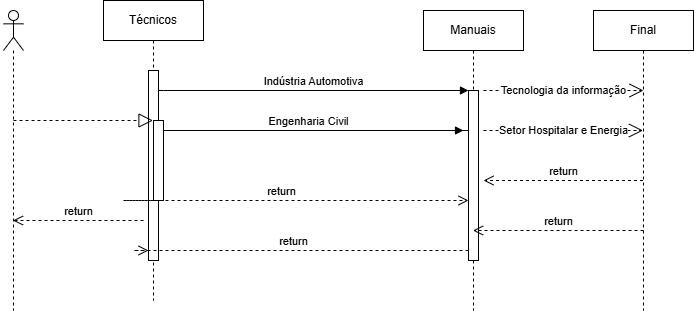 Técnicos
Manuais
Final
Indústria Automotiva
Tecnologia da informação
Engenharia Civil
Setor Hospitalar e Energia
return
return
return
return
return